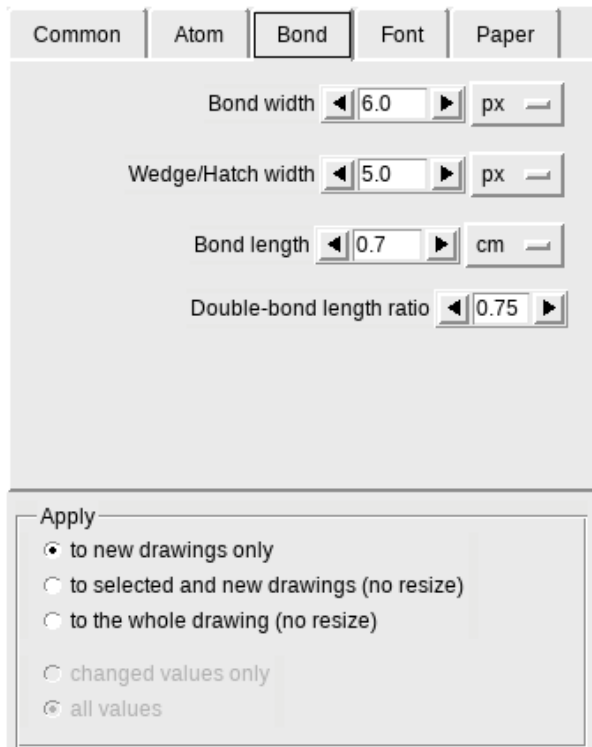 Common Atom Bond Font Paper
Bond width 6.0 px
Wedge/Hatch width 5.0 px
Bond length 0.7 cm
Double-bond length ratio 0.75
Apply
to new drawings only
to selected and new drawings (no resize)
to the whole drawing (no resize)
changed values only
all values